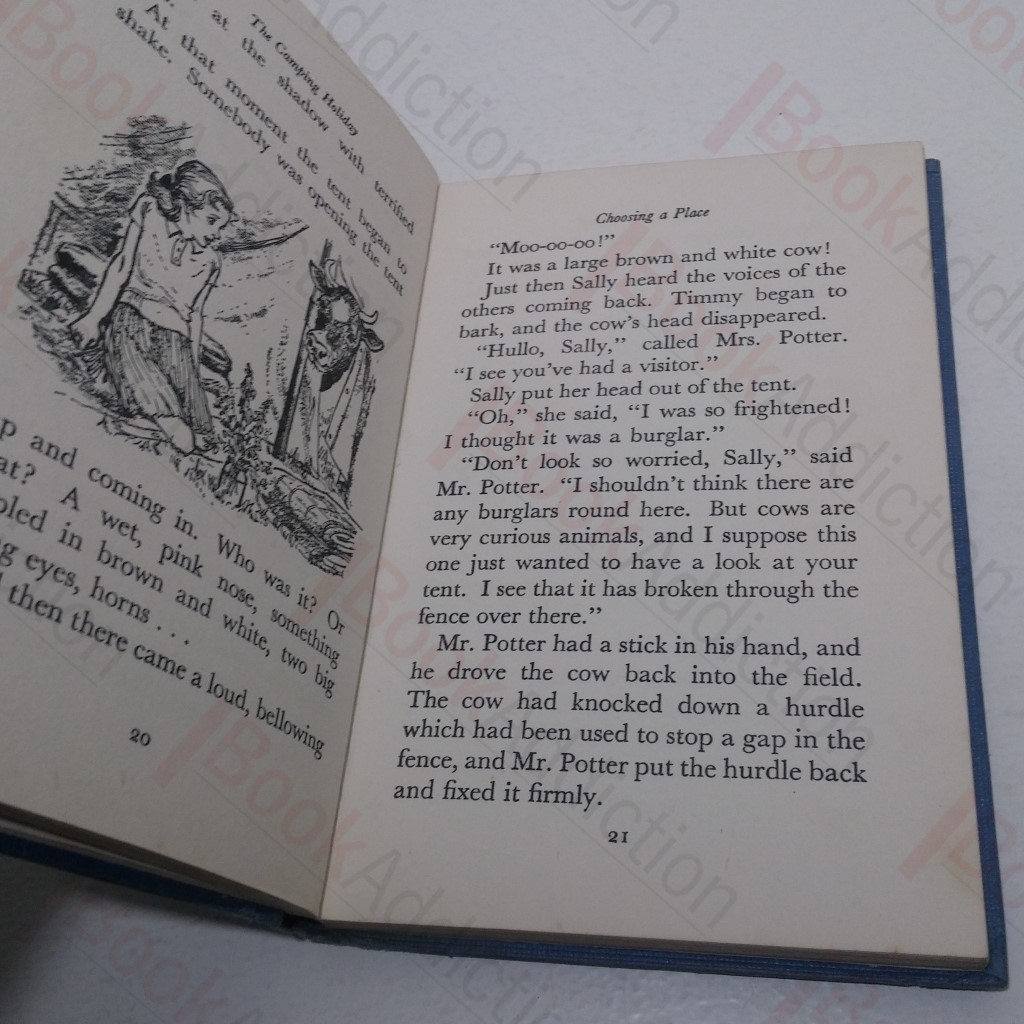 The Camping Holiday
at the shadow with terrified
At that moment the tent began to
shake. Somebody was opening the tent
and coming in. Who was it? Or
at? A wet, pink nose, something
in brown and white, two big
eyes, horns . . .
then there came a loud, bellowing
20
Choosing a Place
“Moo-oo-oo!”
It was a large brown and white cow!
Just then Sally heard the voices of the
others coming back. Timmy began to
bark, and the cow’s head disappeared.
“Hullo, Sally,” called Mrs. Potter.
“I see you’ve had a visitor.”
Sally put her head out of the tent.
“Oh,” she said, “I was so frightened!
I thought it was a burglar.”
“Don’t look so worried, Sally,” said
Mr. Potter. “I shouldn’t think there are
any burglars round here. But cows are
very curious animals, and I suppose this
one just wanted to have a look at your
tent. I see that it has broken through the
fence over there.”
Mr. Potter had a stick in his hand, and
he drove the cow back into the field.
The cow had knocked down a hurdle
which had been used to stop a gap in the
fence, and Mr. Potter put the hurdle back
and fixed it firmly.
21
BookAddiction